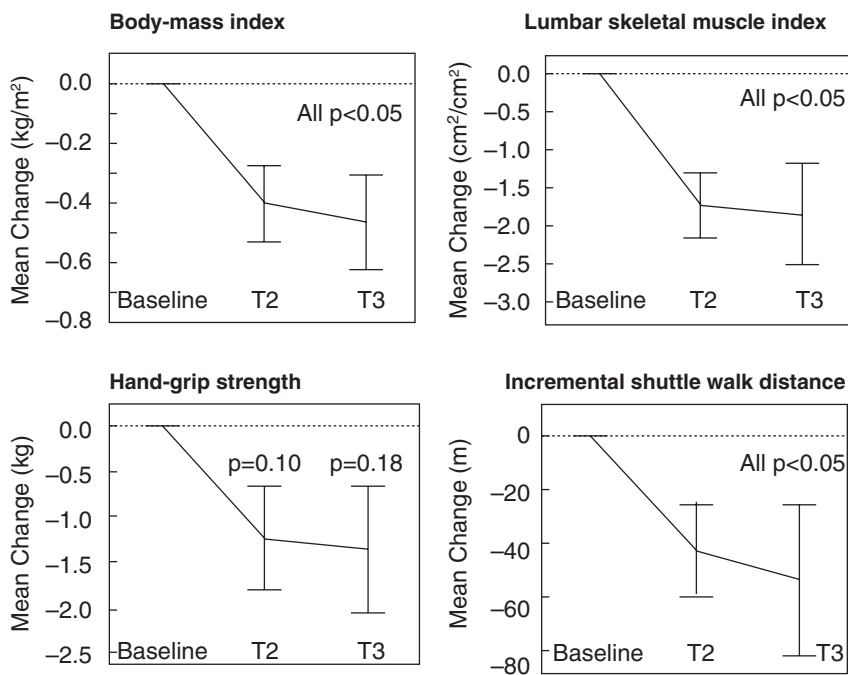 Body-mass index
Mean Change (kg/m²)
0.0
−0.2
−0.4
−0.6
−0.8
All p<0.05
Baseline T2 T3
Lumbar skeletal muscle index
Mean Change (cm²/cm²)
0.0
−0.5
−1.0
−1.5
−2.0
−2.5
−3.0
All p<0.05
Baseline T2 T3
Hand-grip strength
Mean Change (kg)
0.0
−0.5
−1.0
−1.5
−2.0
−2.5
p=0.10 p=0.18
Baseline T2 T3
Incremental shuttle walk distance
Mean Change (m)
0
−20
−40
−60
−80
All p<0.05
Baseline T2 T3